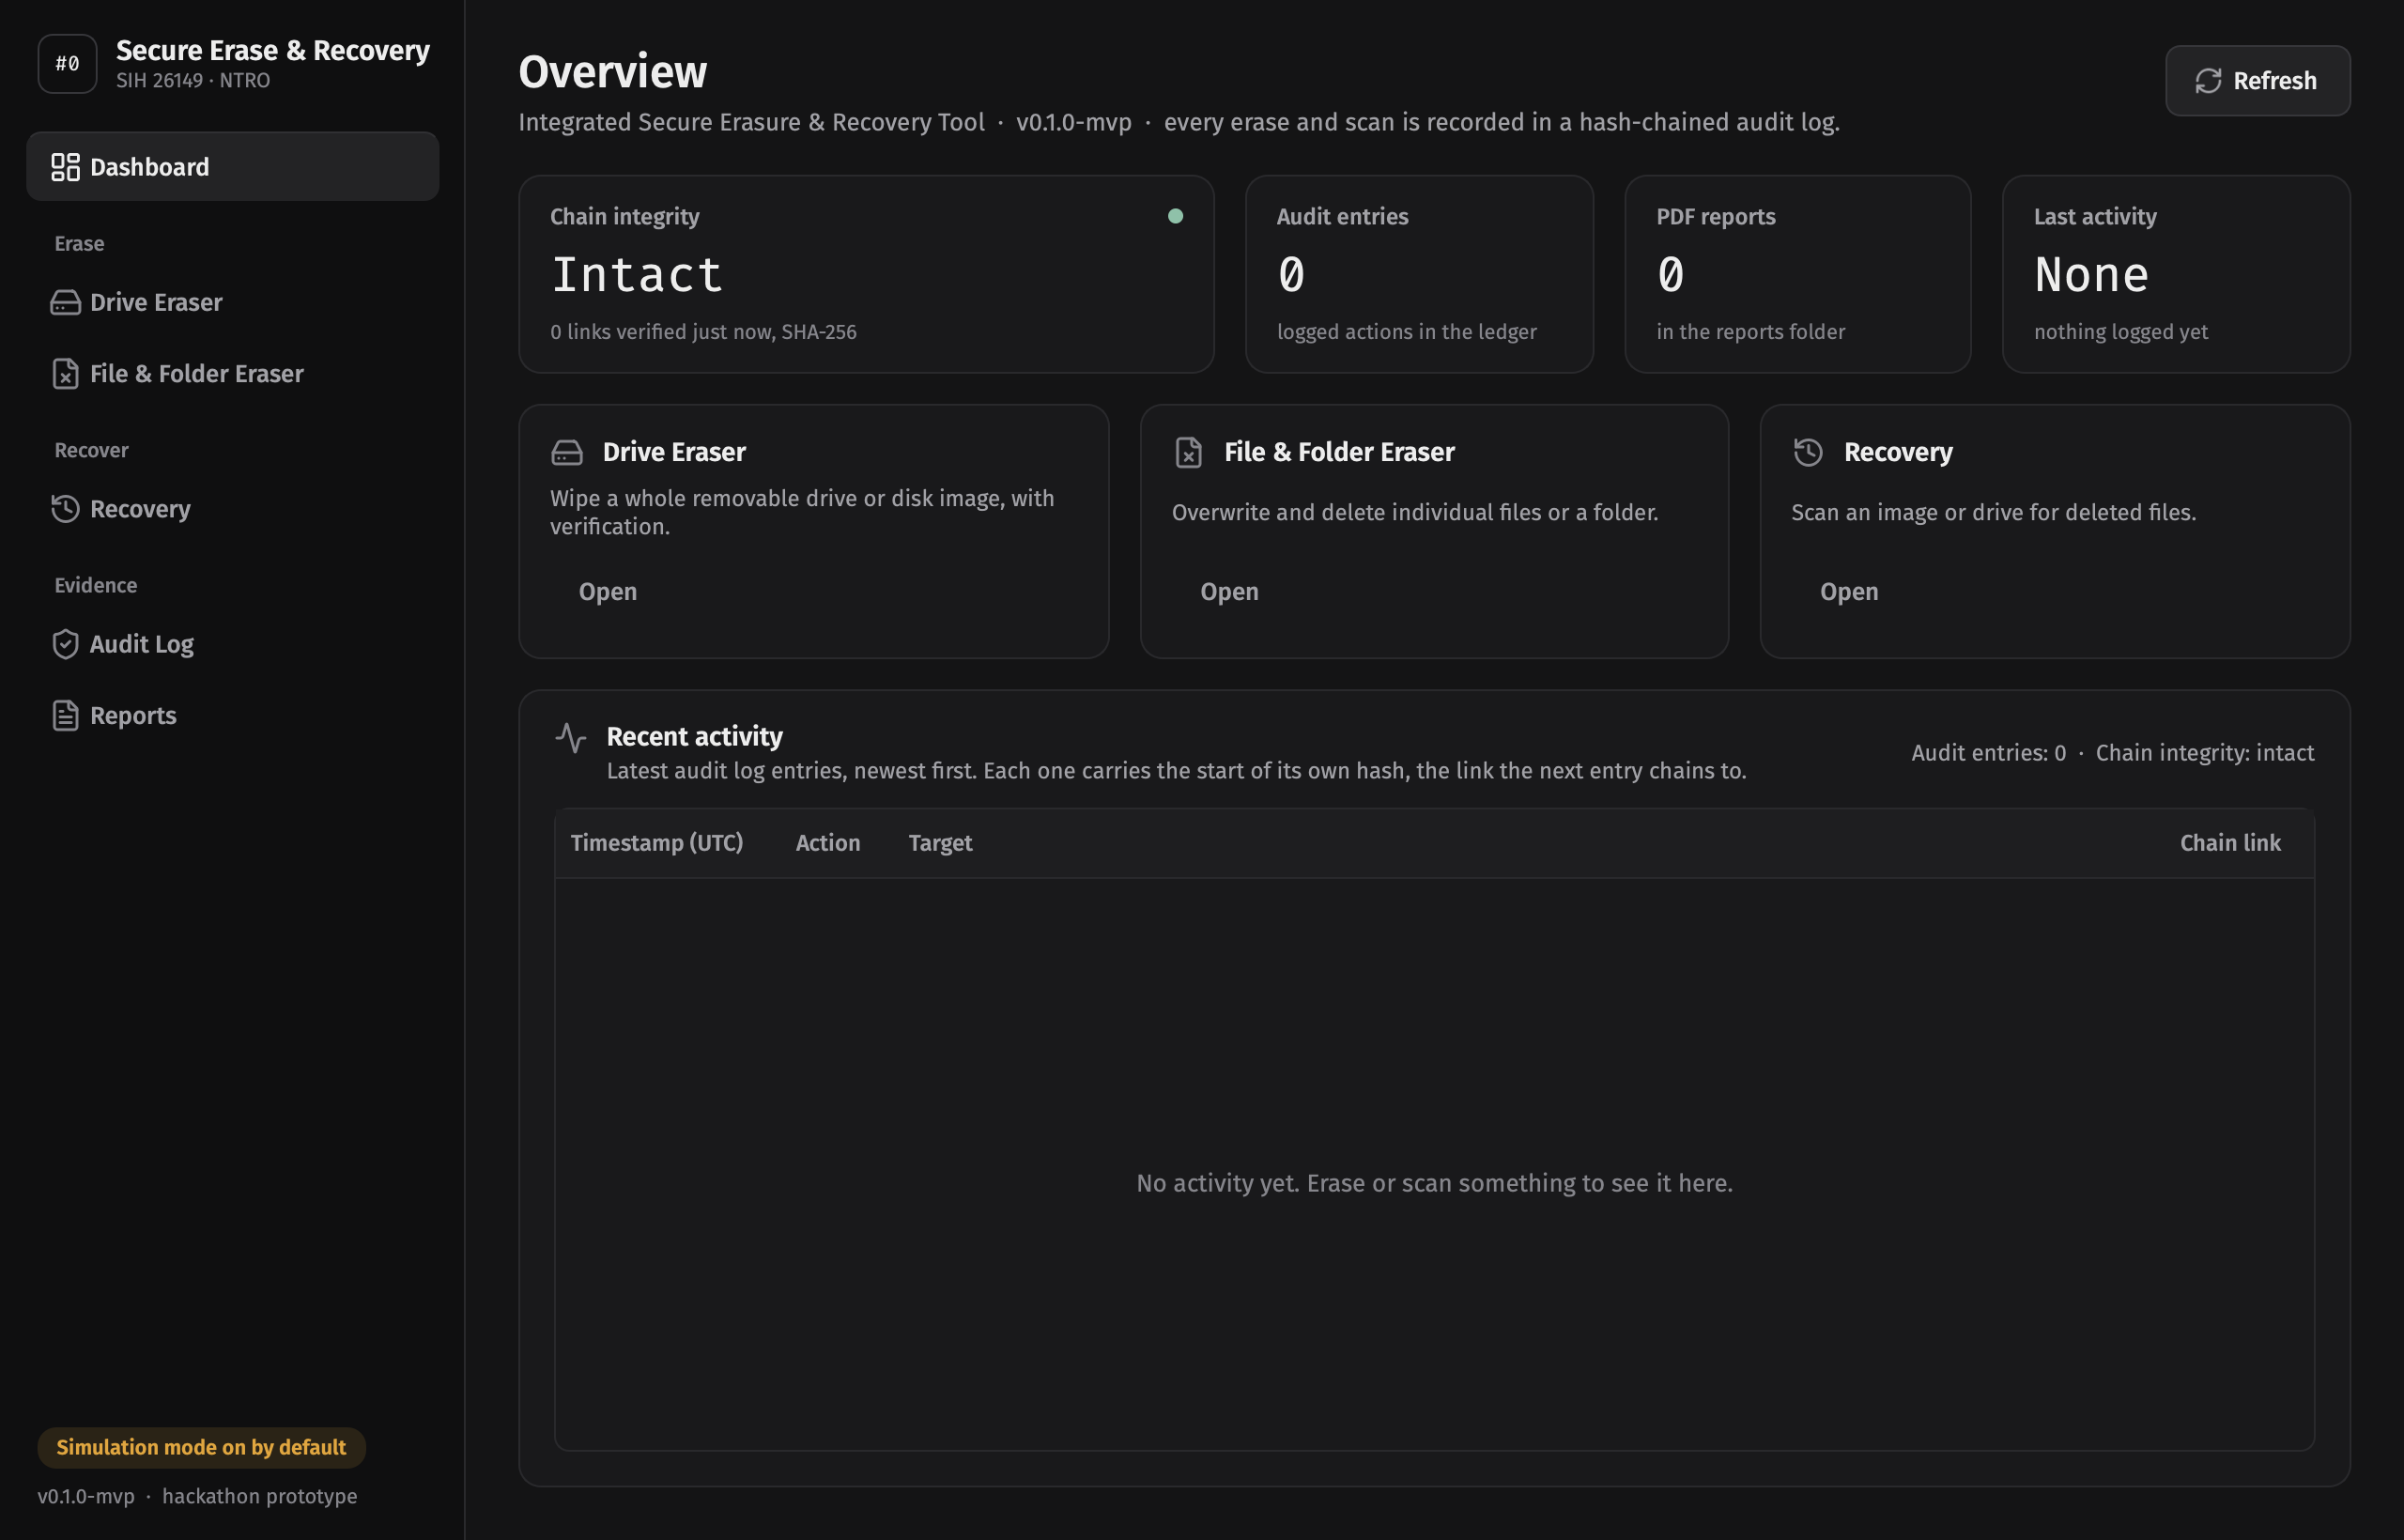 #0
Secure Erase & Recovery
SIH 26149 · NTRO
Dashboard
Erase
Drive Eraser
File & Folder Eraser
Recover
Recovery
Evidence
Audit Log
Reports
Simulation mode on by default
v0.1.0-mvp · hackathon prototype
Overview
Integrated Secure Erasure & Recovery Tool · v0.1.0-mvp · every erase and scan is recorded in a hash-chained audit log.
Refresh
Chain integrity
Intact
0 links verified just now, SHA-256
Audit entries
0
logged actions in the ledger
PDF reports
0
in the reports folder
Last activity
None
nothing logged yet
Drive Eraser
Wipe a whole removable drive or disk image, with
verification.
Open
File & Folder Eraser
Overwrite and delete individual files or a folder.
Open
Recovery
Scan an image or drive for deleted files.
Open
Recent activity
Latest audit log entries, newest first. Each one carries the start of its own hash, the link the next entry chains to.
Audit entries: 0 · Chain integrity: intact
Timestamp (UTC) Action Target Chain link
No activity yet. Erase or scan something to see it here.